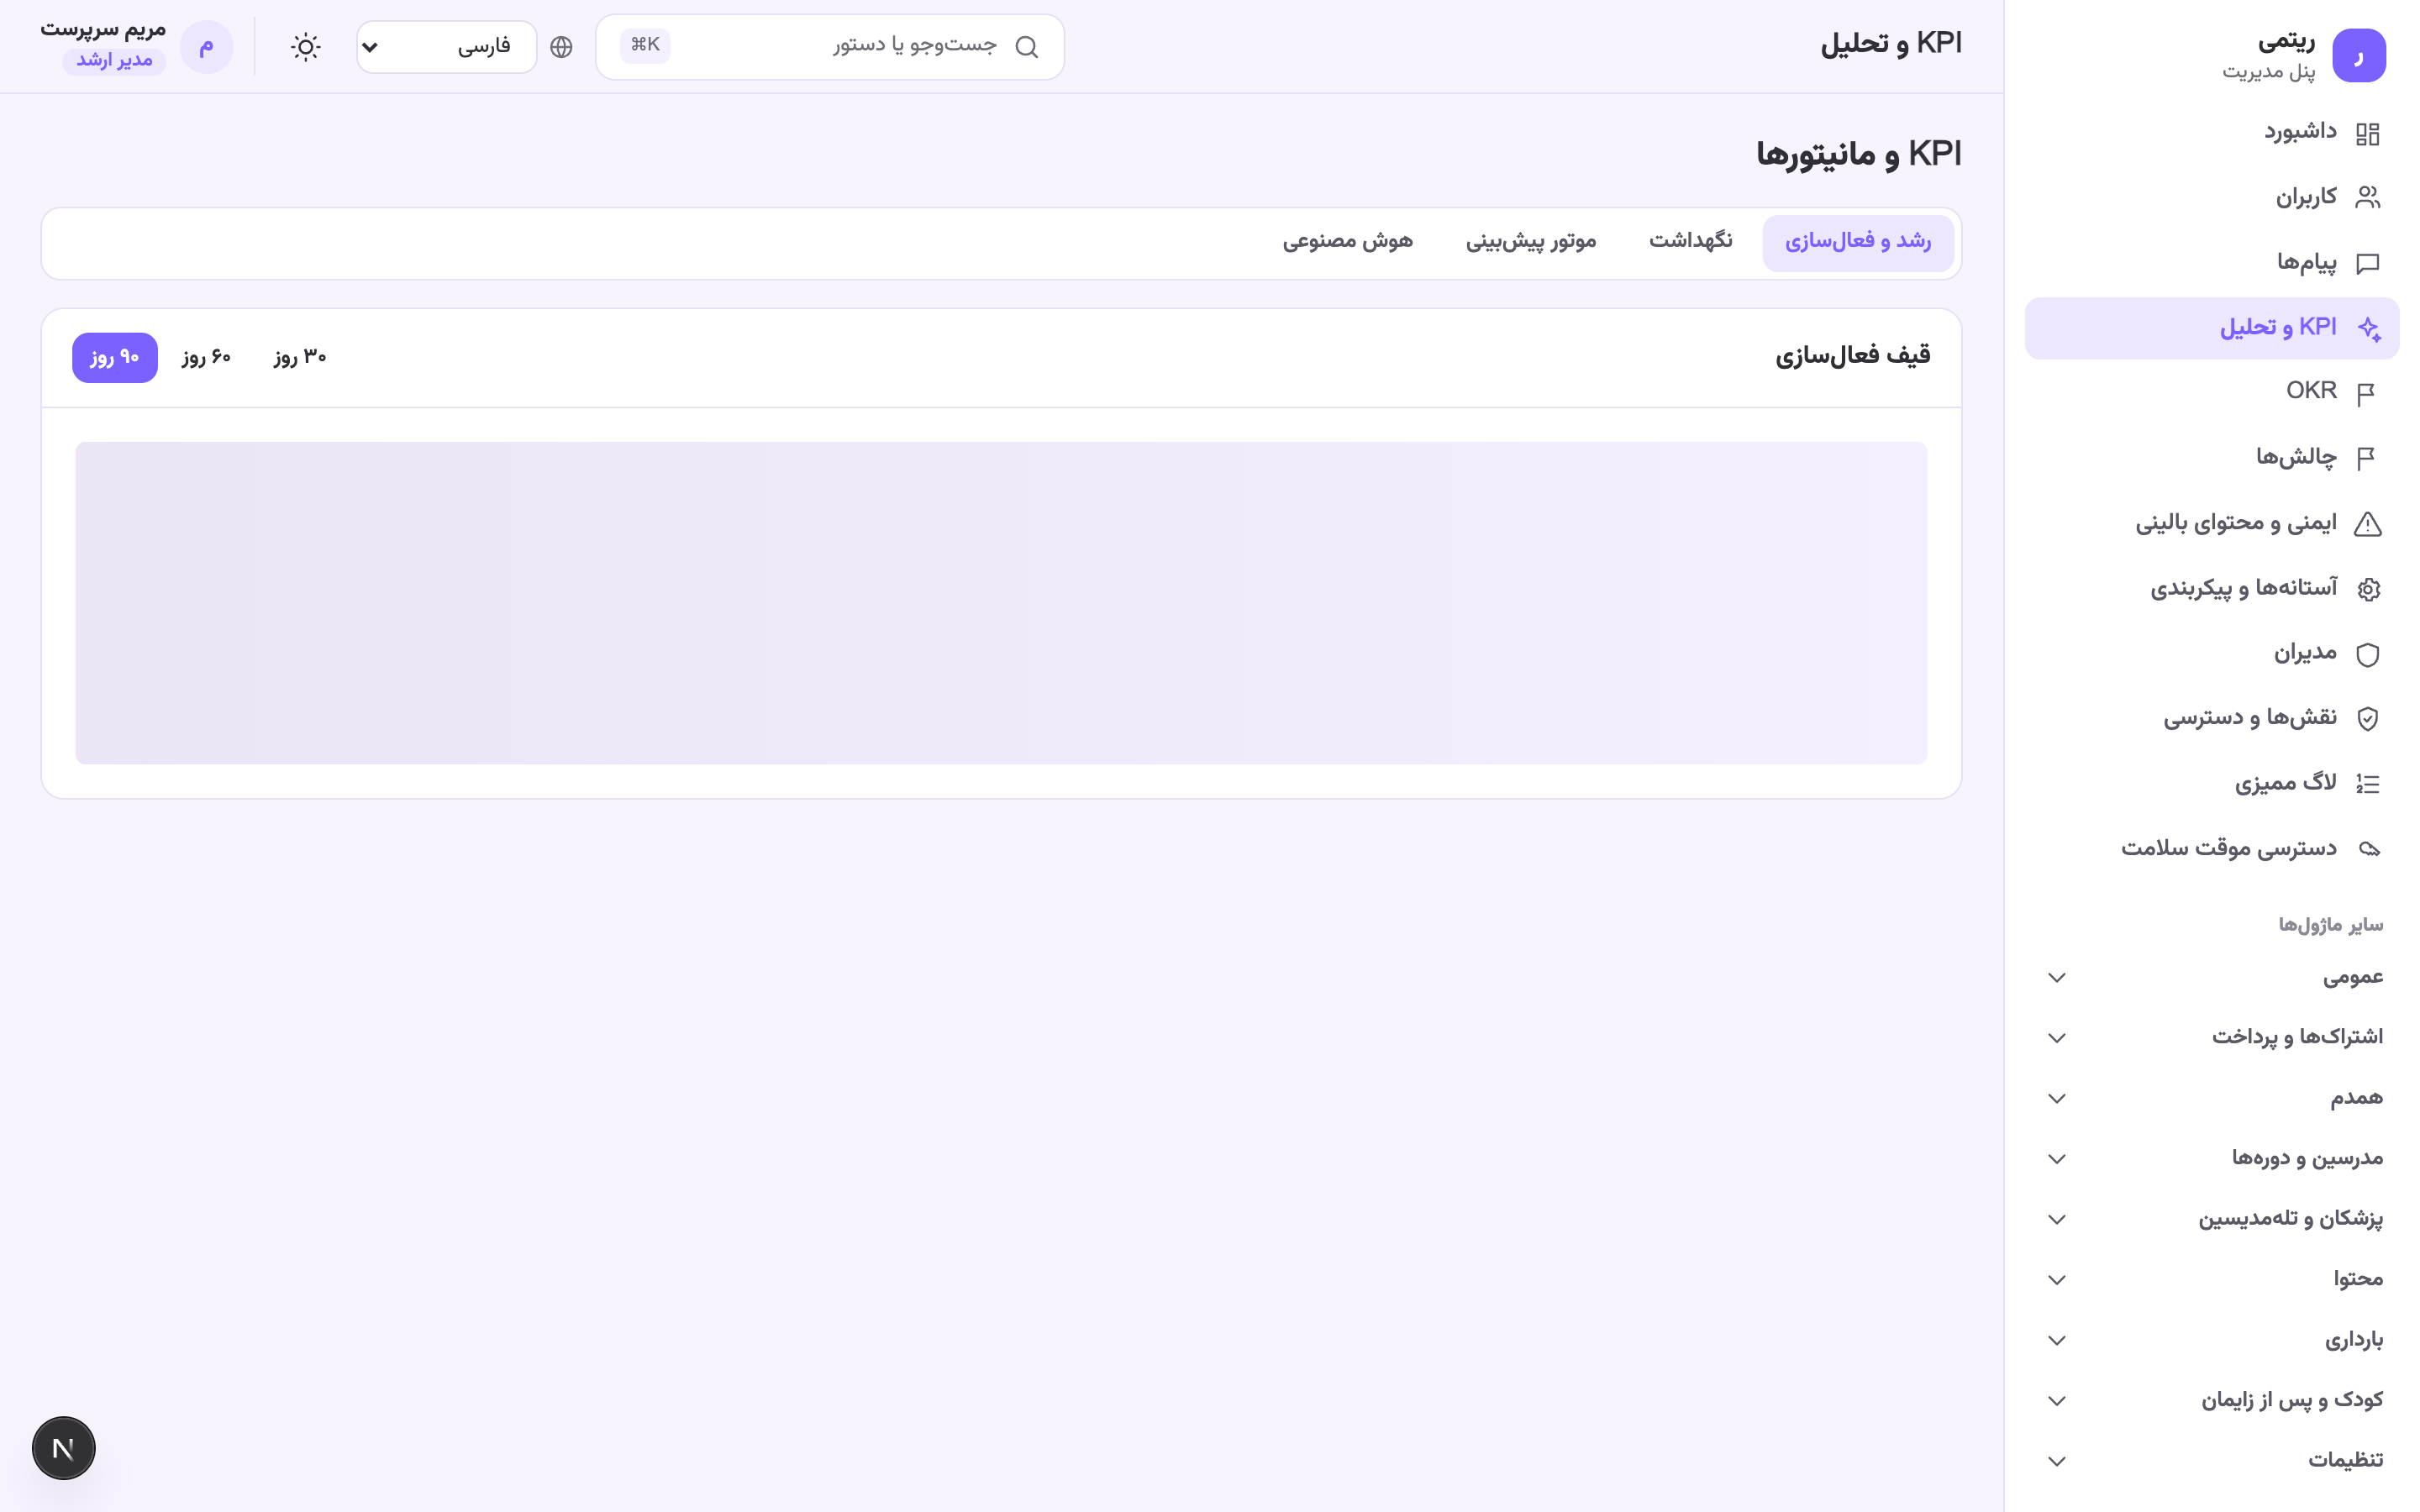 ر
ریتمی
پنل مدیریت
داشبورد
کاربران
پیام‌ها
KPI و تحلیل
OKR
چالش‌ها
ایمنی و محتوای بالینی
آستانه‌ها و پیکربندی
مدیران
نقش‌ها و دسترسی
لاگ ممیزی
دسترسی موقت سلامت
سایر ماژول‌ها
عمومی
اشتراک‌ها و پرداخت
همدم
مدرسین و دوره‌ها
پزشکان و تله‌مدیسین
محتوا
بارداری
کودک و پس از زایمان
تنظیمات
KPI و تحلیل
جست‌وجو یا دستور
⌘K
فارسی
م
مریم سرپرست
مدیر ارشد
KPI و مانیتورها
رشد و فعال‌سازی
نگهداشت
موتور پیش‌بینی
هوش مصنوعی
قیف فعال‌سازی
۳۰ روز
۶۰ روز
۹۰ روز
N